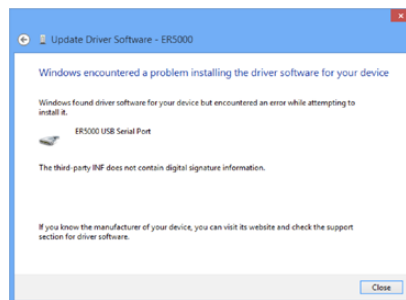 Update Driver Software - ER5000
Windows encountered a problem installing the driver software for your device
Windows found driver software for your device but encountered an error while attempting to
install it.
ER5000 USB Serial Port
The third-party INF does not contain digital signature information.
If you know the manufacturer of your device, you can visit its website and check the support
section for driver software.
Close